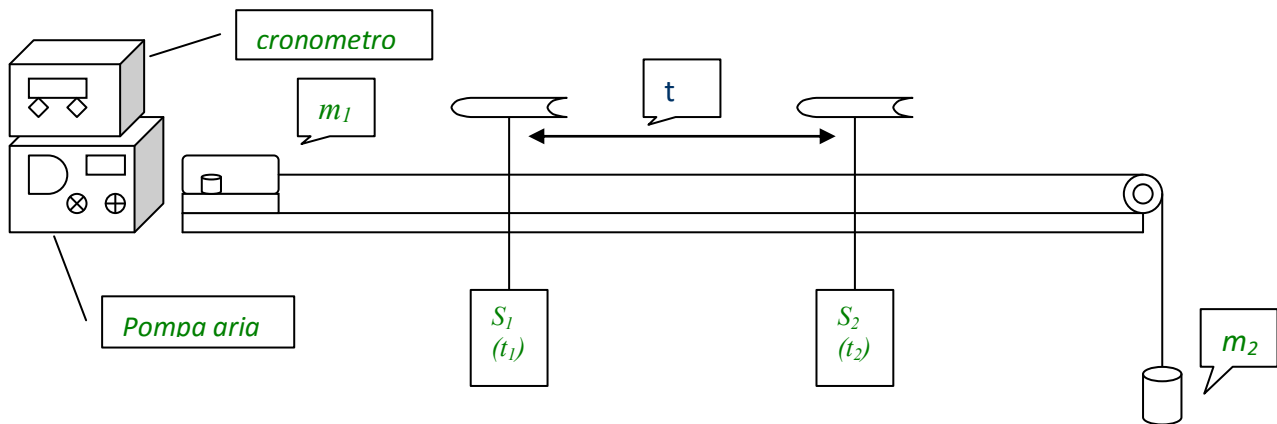 cronometro
m1
t
Pompa aria
S1
(t1)
S2
(t2)
m2